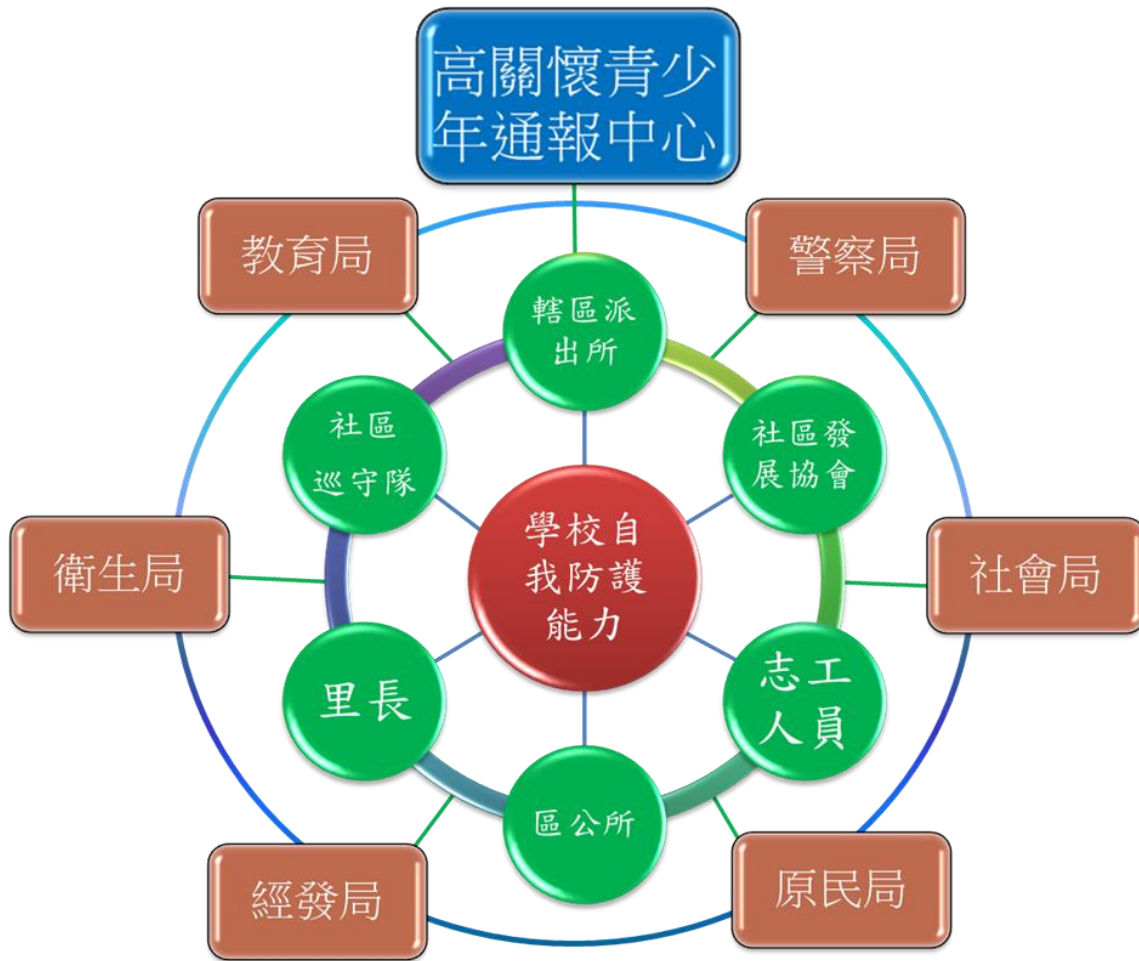 高關懷青少
年通報中心
教育局
警察局
轄區派
出所
社區
巡守隊
社區發
展協會
學校自
我防護
能力
衛生局
社會局
里長
志工
人員
區公所
經發局
原民局